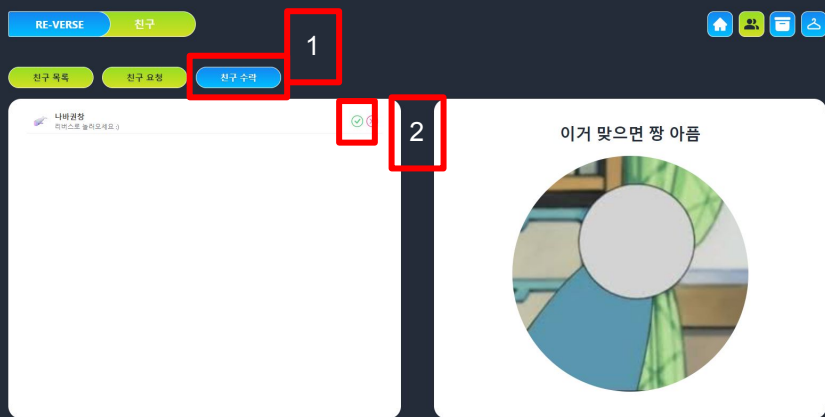 RE-VERSE 친구
1
친구 목록 친구 요청 친구 수락
나바권창
리버스로 놀러오세요 :)
2
이거 맞으면 짱 아픔